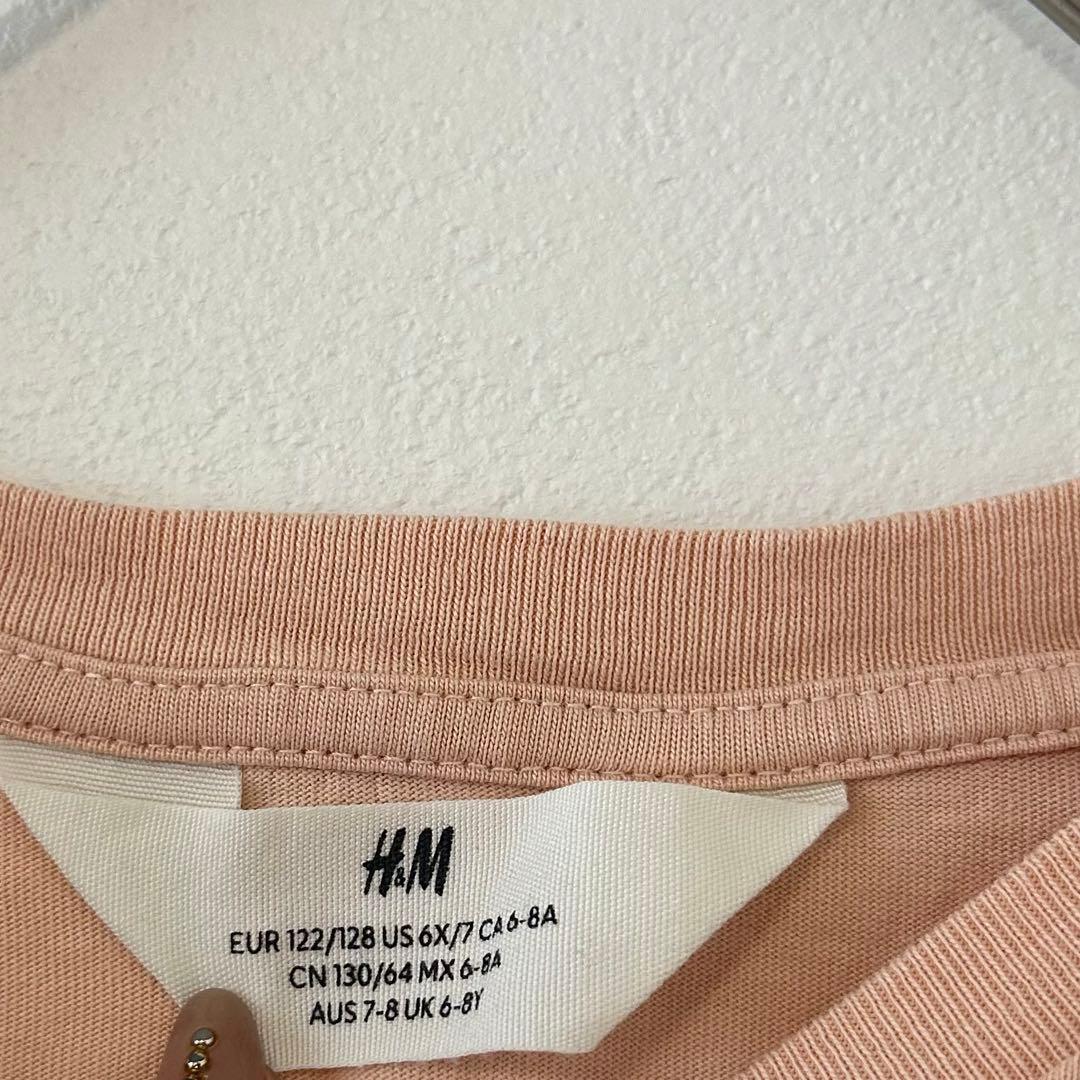 H&M
EUR 122/128 US 6X/7 CA 6-8A
CN 130/64 MX 6-8A
AUS 7-8 UK 6-8Y